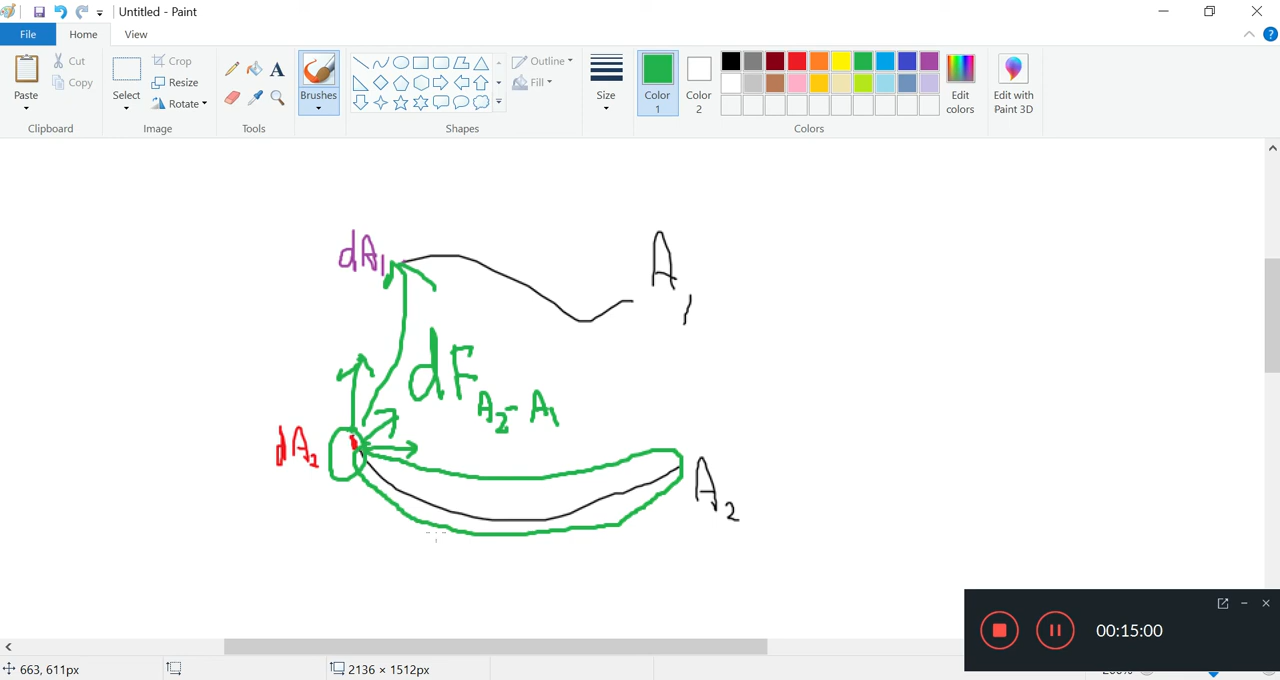 Untitled - Paint
File Home View
Paste
Cut
Copy
Clipboard
Select
Crop
Resize
Rotate
Image
A
Tools
Brushes
Outline
Fill
Shapes
Size
Color 1
Color 2
Edit colors
Colors
Edit with Paint 3D
dA1
A1
dF A2-A1
dA2
A2
00:15:00
663, 611px
2136 × 1512px